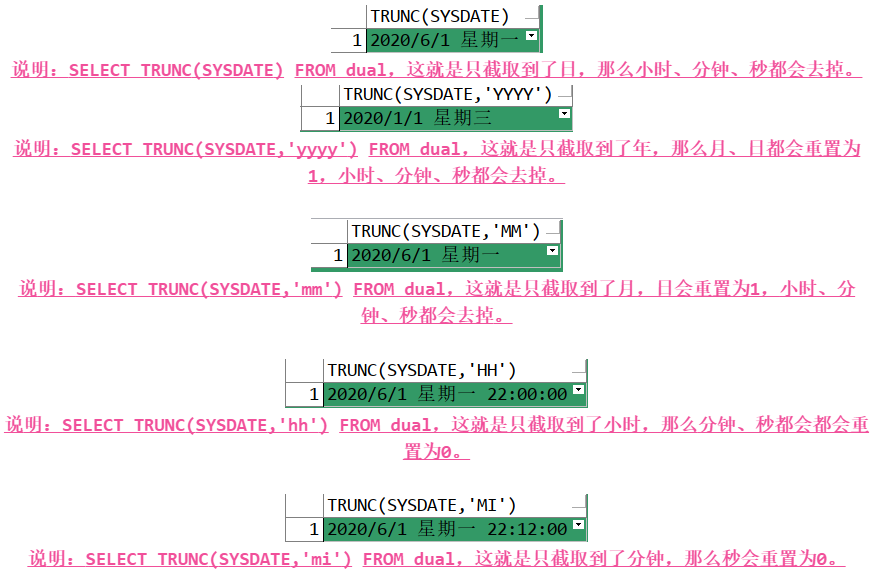 TRUNC(SYSDATE)
1 2020/6/1 星期一
说明：SELECT TRUNC(SYSDATE) FROM dual，这就是只截取到了日，那么小时、分钟、秒都会去掉。
TRUNC(SYSDATE,'YYYY')
1 2020/1/1 星期三
说明：SELECT TRUNC(SYSDATE,'yyyy') FROM dual，这就是只截取到了年，那么月、日都会重置为
1，小时、分钟、秒都会去掉。
TRUNC(SYSDATE,'MM')
1 2020/6/1 星期一
说明：SELECT TRUNC(SYSDATE,'mm') FROM dual，这就是只截取到了月，日会重置为1，小时、分
钟、秒都会去掉。
TRUNC(SYSDATE,'HH')
1 2020/6/1 星期一 22:00:00
说明：SELECT TRUNC(SYSDATE,'hh') FROM dual，这就是只截取到了小时，那么分钟、秒都会都会重
置为0。
TRUNC(SYSDATE,'MI')
1 2020/6/1 星期一 22:12:00
说明：SELECT TRUNC(SYSDATE,'mi') FROM dual，这就是只截取到了分钟，那么秒会重置为0。